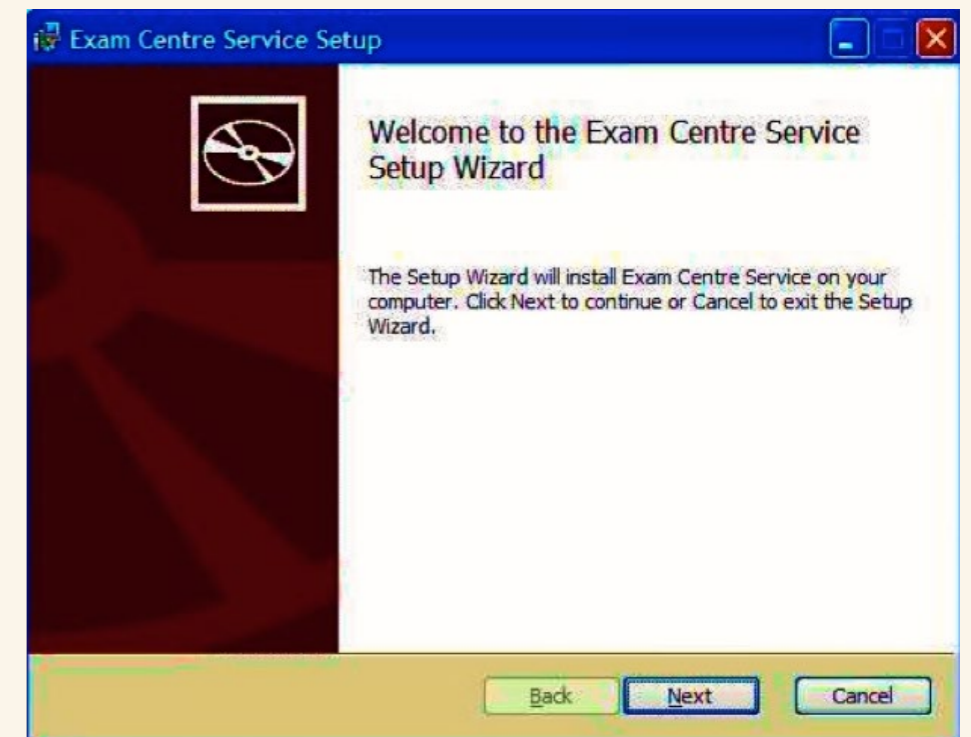 Exam Centre Service Setup
Welcome to the Exam Centre Service
Setup Wizard
The Setup Wizard will install Exam Centre Service on your
computer. Click Next to continue or Cancel to exit the Setup
Wizard.
Back Next Cancel